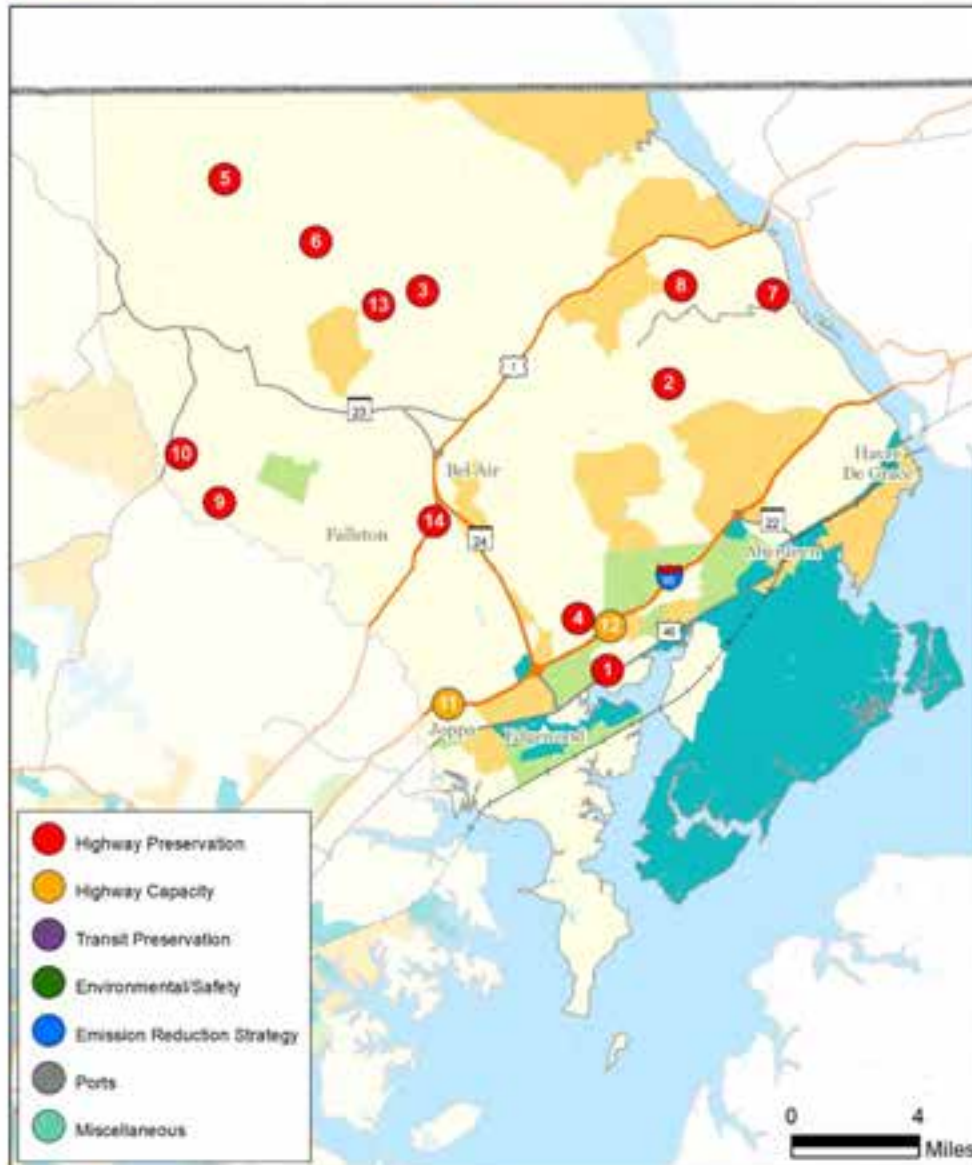 5
6
3
13
8
7
1
2
23
10
Bel Air
Havre
De Grace
9
Fallston
14
24
22
Aberdeen
95
4
12
40
1
11
Joppa
Edgewood
Highway Preservation
Highway Capacity
Transit Preservation
Environmental/Safety
Emission Reduction Strategy
Ports
Miscellaneous
0 4
Miles